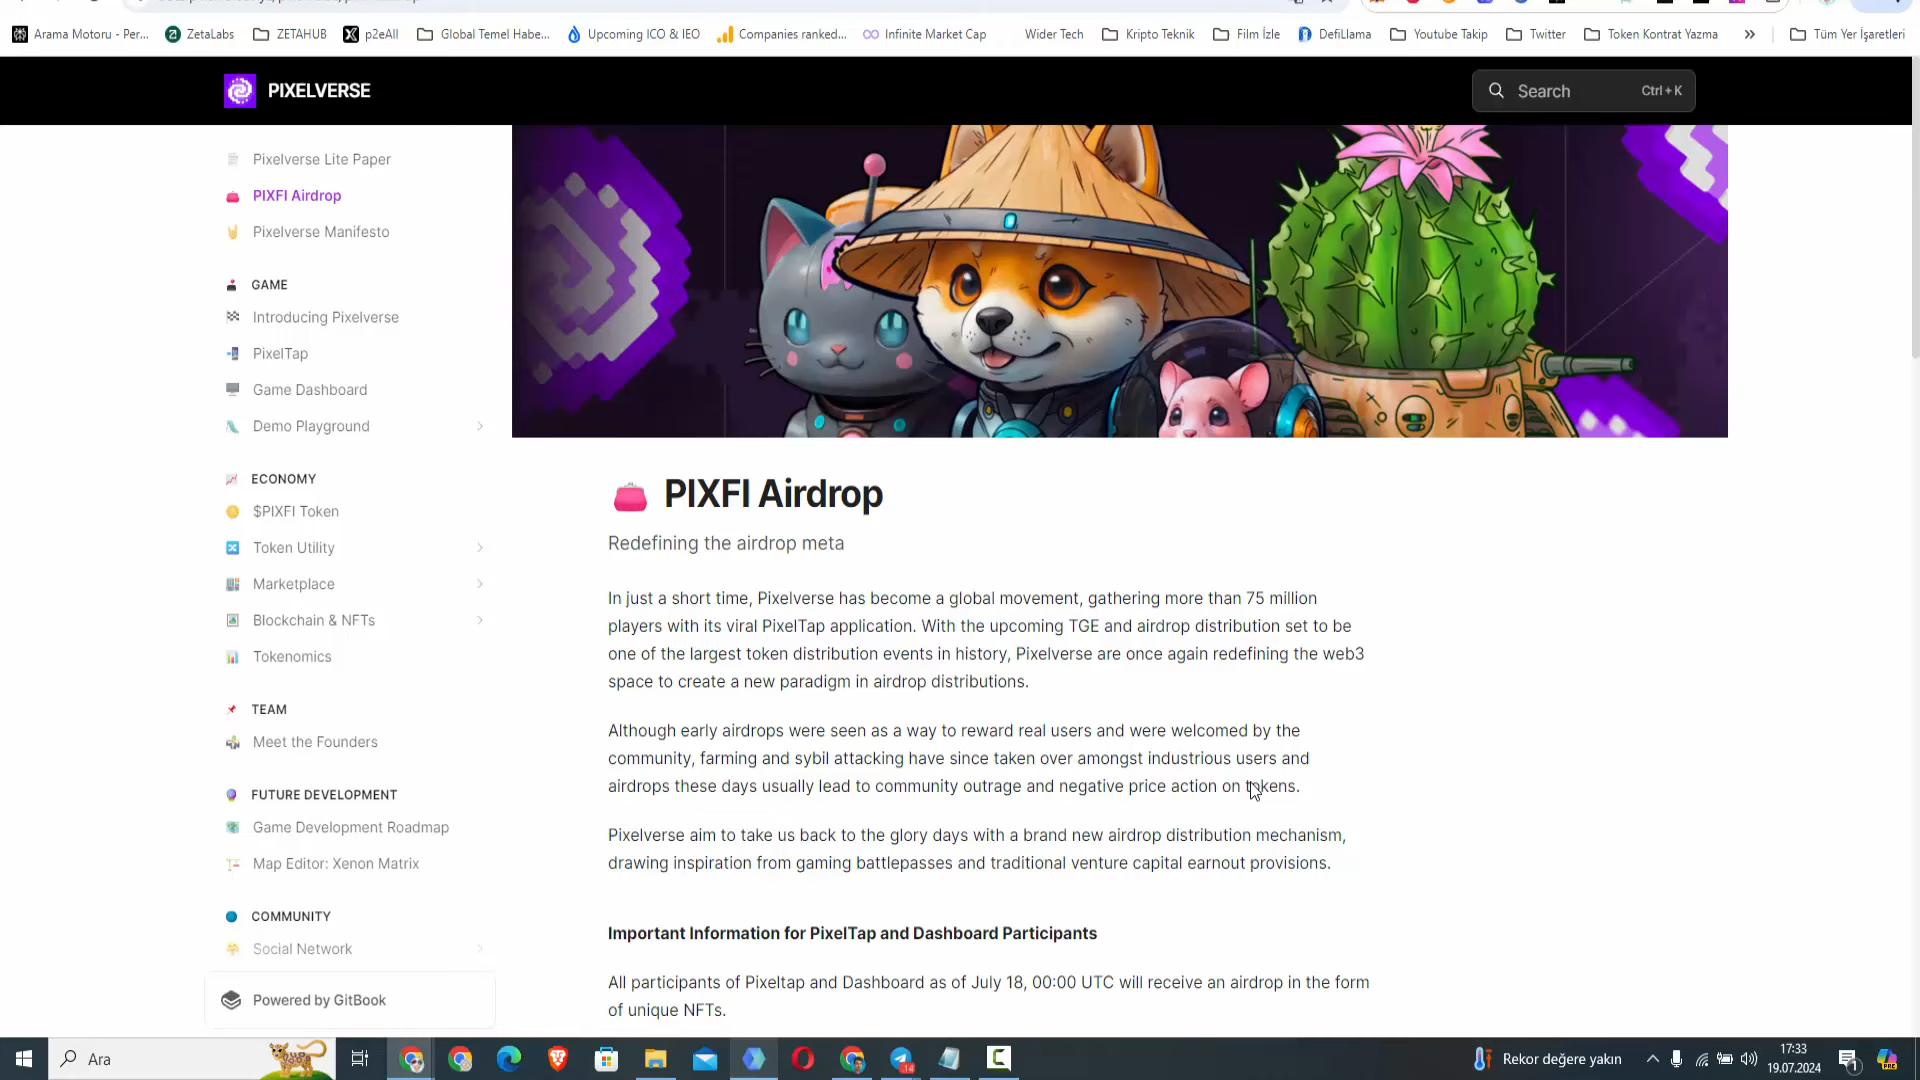 Arama Motoru - Per...
ZetaLabs
ZETAHUB
p2eAll
Global Temel Habe...
Upcoming ICO & IEO
Companies ranked...
Infinite Market Cap
Wider Tech
Kripto Teknik
Film İzle
DefiLlama
Youtube Takip
Twitter
Token Kontrat Yazma
Tüm Yer İşaretleri
PIXELVERSE
Search
Ctrl + K
Pixelverse Lite Paper
PIXFI Airdrop
Pixelverse Manifesto
GAME
Introducing Pixelverse
PixelTap
Game Dashboard
Demo Playground
ECONOMY
$PIXFI Token
Token Utility
Marketplace
Blockchain & NFTs
Tokenomics
TEAM
Meet the Founders
FUTURE DEVELOPMENT
Game Development Roadmap
Map Editor: Xenon Matrix
COMMUNITY
Social Network
Powered by GitBook
PIXFI Airdrop
Redefining the airdrop meta
In just a short time, Pixelverse has become a global movement, gathering more than 75 million
players with its viral PixelTap application. With the upcoming TGE and airdrop distribution set to be
one of the largest token distribution events in history, Pixelverse are once again redefining the web3
space to create a new paradigm in airdrop distributions.
Although early airdrops were seen as a way to reward real users and were welcomed by the
community, farming and sybil attacking have since taken over amongst industrious users and
airdrops these days usually lead to community outrage and negative price action on tokens.
Pixelverse aim to take us back to the glory days with a brand new airdrop distribution mechanism,
drawing inspiration from gaming battlepasses and traditional venture capital earnout provisions.
Important Information for PixelTap and Dashboard Participants
All participants of Pixeltap and Dashboard as of July 18, 00:00 UTC will receive an airdrop in the form
of unique NFTs.
Ara
14
Rekor değere yakın
17:33
19.07.2024
1
PRE